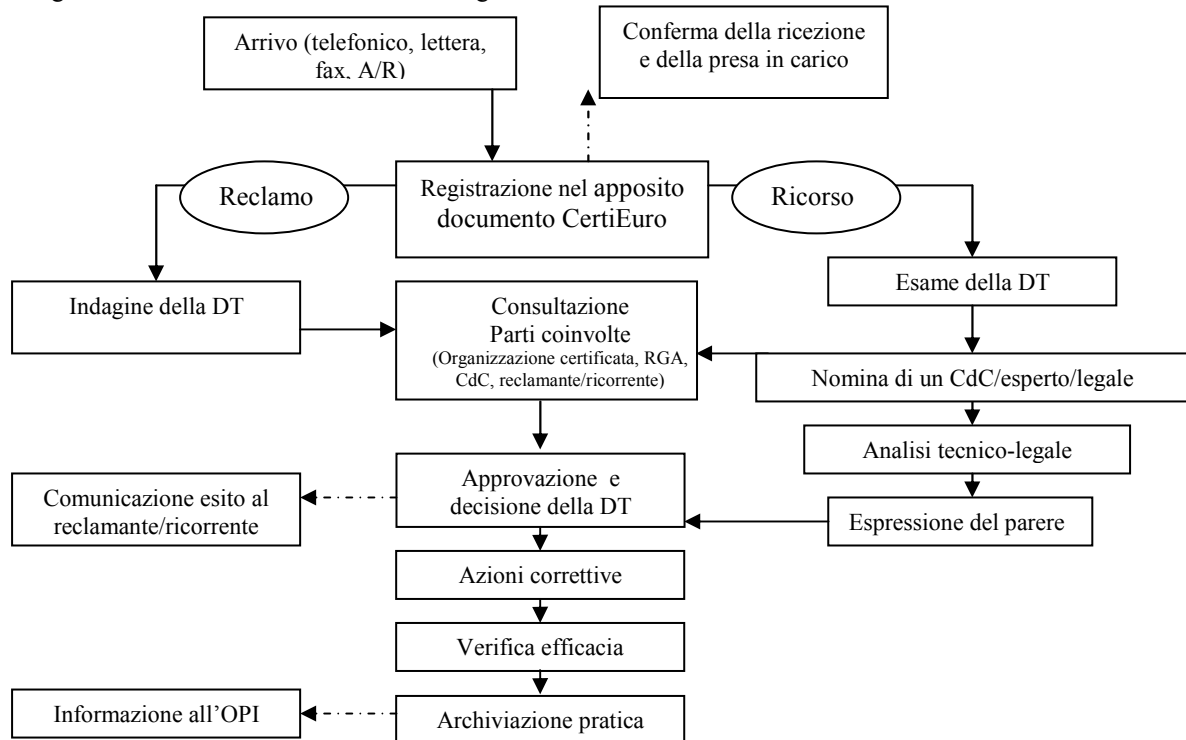 Arrivo (telefonico, lettera,
fax, A/R)
Conferma della ricezione
e della presa in carico
Reclamo
Registrazione nel apposito
documento CertiEuro
Ricorso
Indagine della DT
Consultazione
Parti coinvolte
(Organizzazione certificata, RGA,
CdC, reclamante/ricorrente)
Esame della DT
Nomina di un CdC/esperto/legale
Analisi tecnico-legale
Comunicazione esito al
reclamante/ricorrente
Approvazione e
decisione della DT
Espressione del parere
Azioni correttive
Verifica efficacia
Informazione all’OPI
Archiviazione pratica